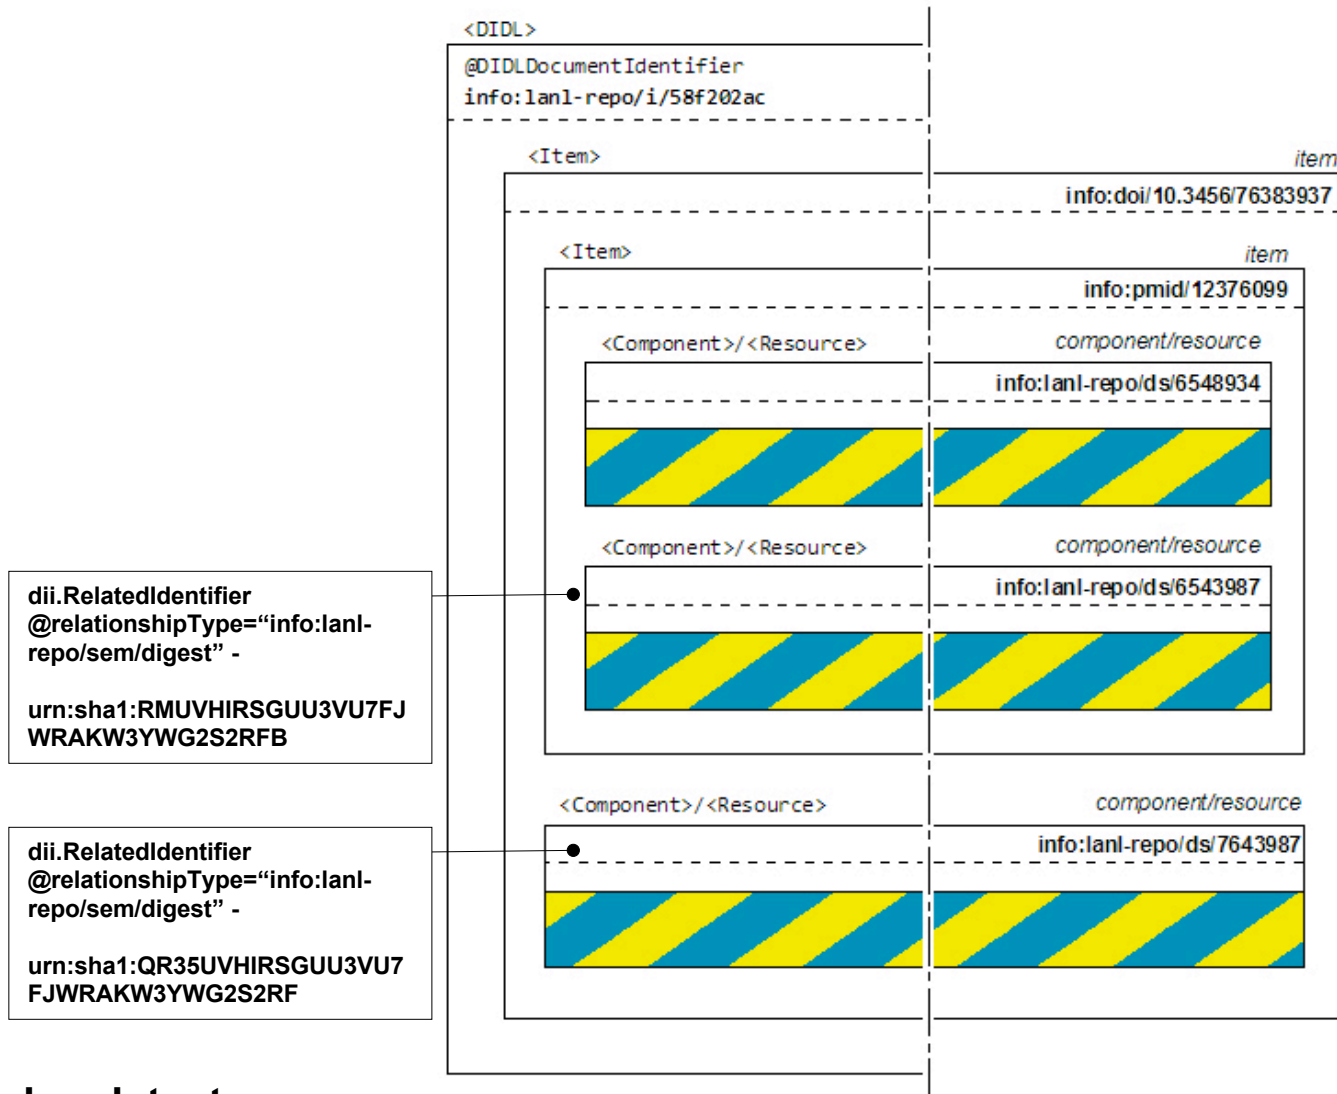 <DIDL>
@DIDLDocumentIdentifier
info:lanl-repo/i/58f202ac
<Item>
item
info:doi/10.3456/76383937
<Item>
item
info:pmid/12376099
<Component>/<Resource>
component/resource
info:lanl-repo/ds/6548934
<Component>/<Resource>
component/resource
info:lanl-repo/ds/6543987
dii.RelatedIdentifier
@relationshipType=“info:lanl-
repo/sem/digest” -
urn:sha1:RMUVHIRSGUU3VU7FJ
WRAKW3YWG2S2RFB
<Component>/<Resource>
component/resource
info:lanl-repo/ds/7643987
dii.RelatedIdentifier
@relationshipType=“info:lanl-
repo/sem/digest” -
urn:sha1:QR35UVHIRSGUU3VU7
FJWRAKW3YWG2S2RF